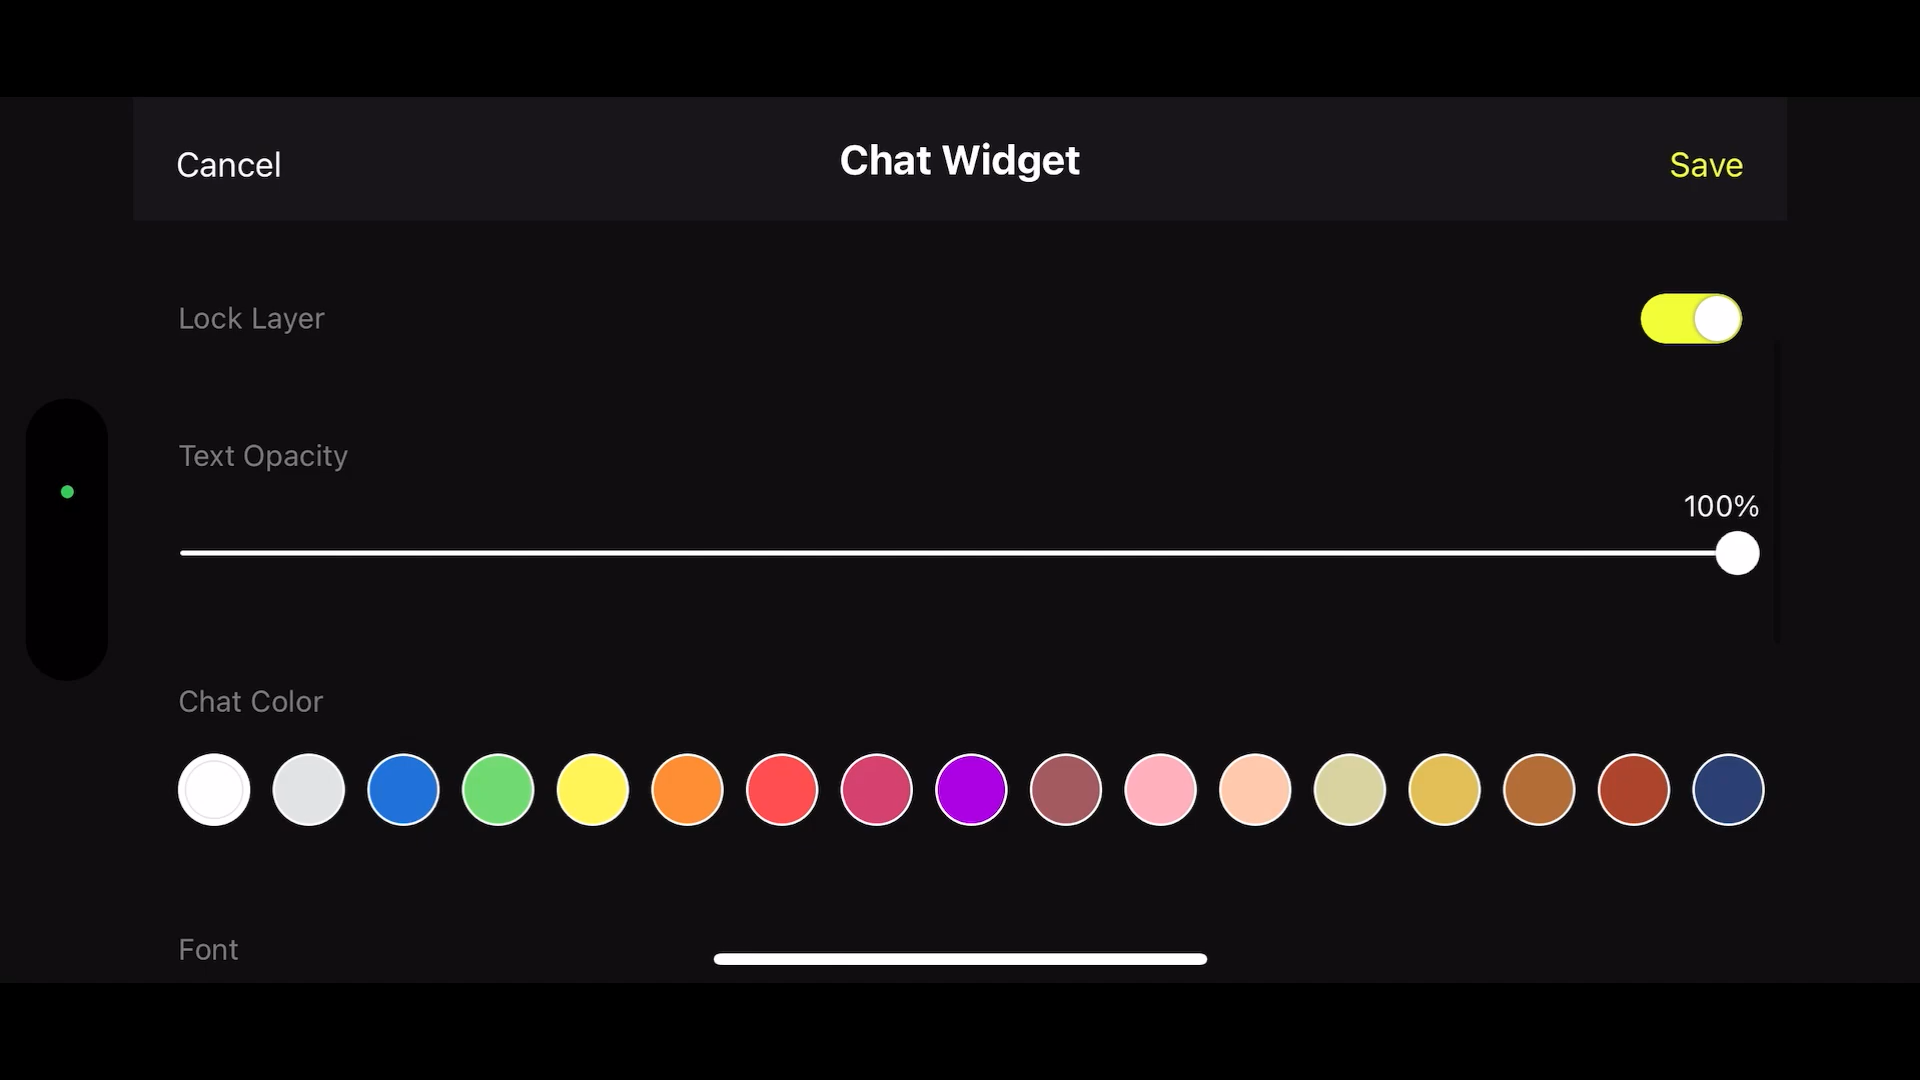 Cancel
Chat Widget
Save
Lock Layer
Text Opacity
100%
Chat Color
Font